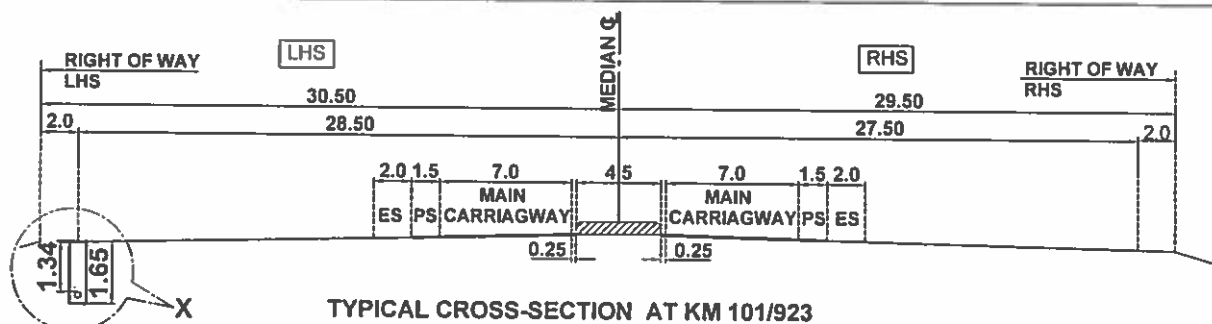 LHS
MEDIAN ℄
RHS
RIGHT OF WAY
LHS
RIGHT OF WAY
RHS
30.50
29.50
2.0
28.50
27.50
2.0
2.0
1.5
7.0
4.5
7.0
1.5
2.0
ES
PS
MAIN
CARRIAGWAY
MAIN
CARRIAGWAY
PS
ES
0.25
0.25
1.34
1.65
X
TYPICAL CROSS-SECTION AT KM 101/923